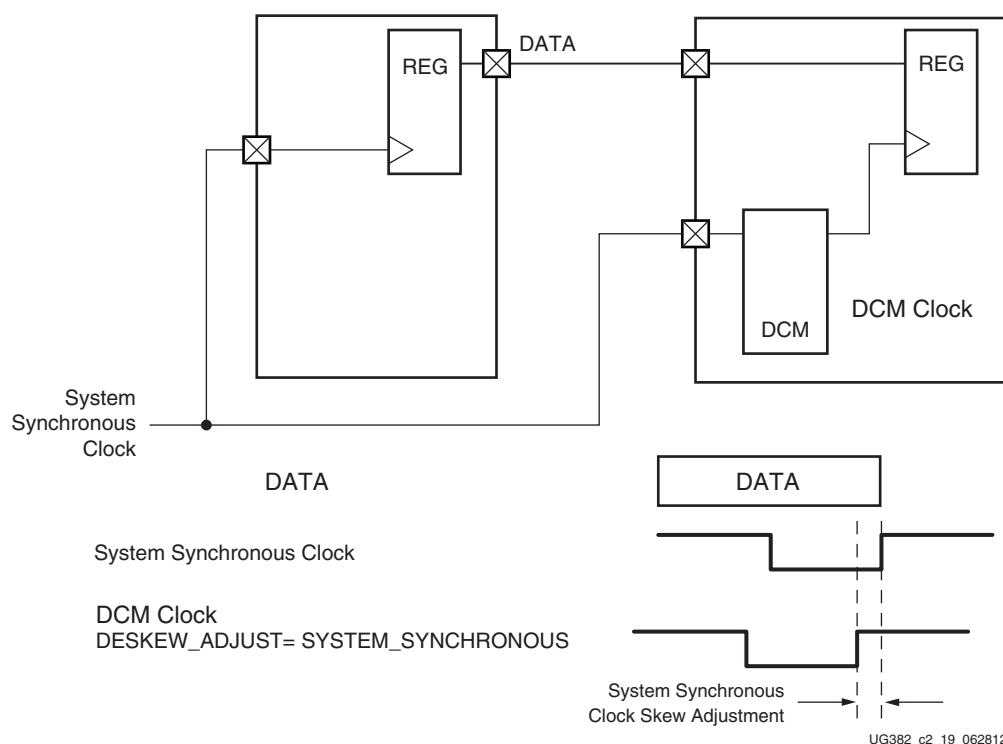 DATA
REG
REG
DCM Clock
DCM
System
Synchronous
Clock
DATA
DATA
System Synchronous Clock
DCM Clock
DESKEW_ADJUST= SYSTEM_SYNCHRONOUS
System Synchronous
Clock Skew Adjustment
UG382_c2_19_062812